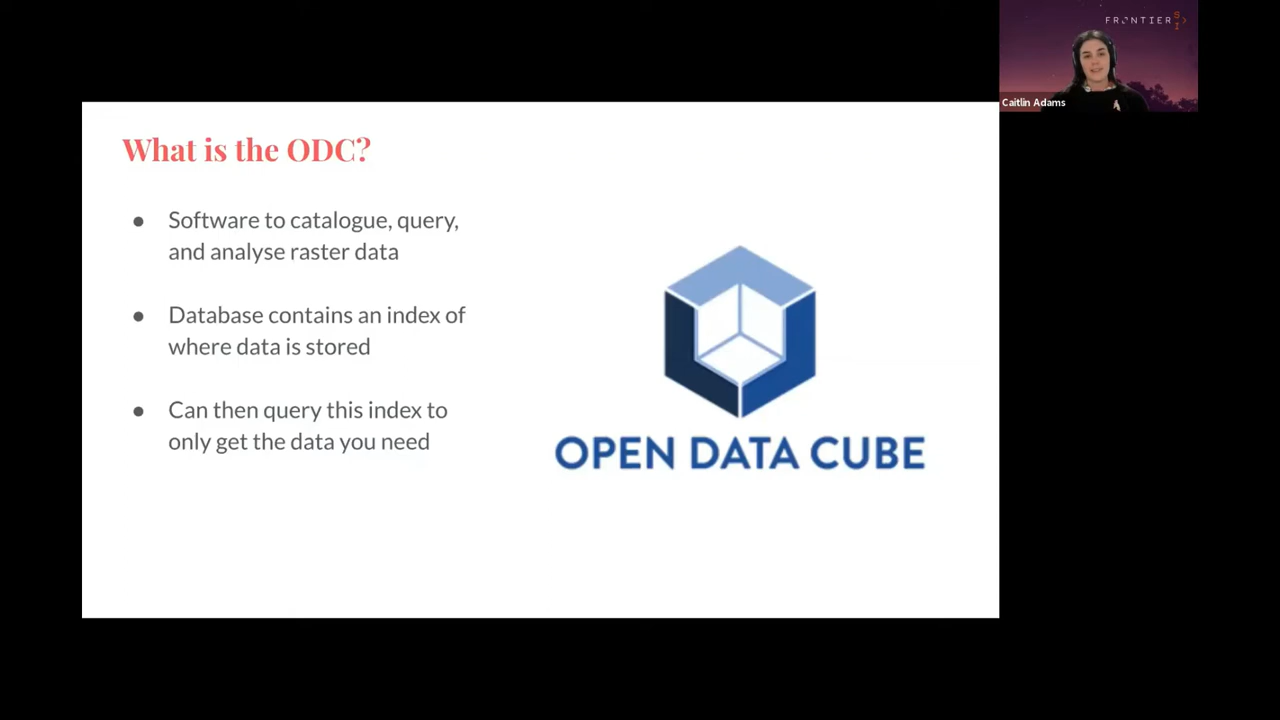 FRONTIER SI
Caitlin Adams
What is the ODC?
● Software to catalogue, query,
and analyse raster data
● Database contains an index of
where data is stored
● Can then query this index to
only get the data you need
OPEN DATA CUBE